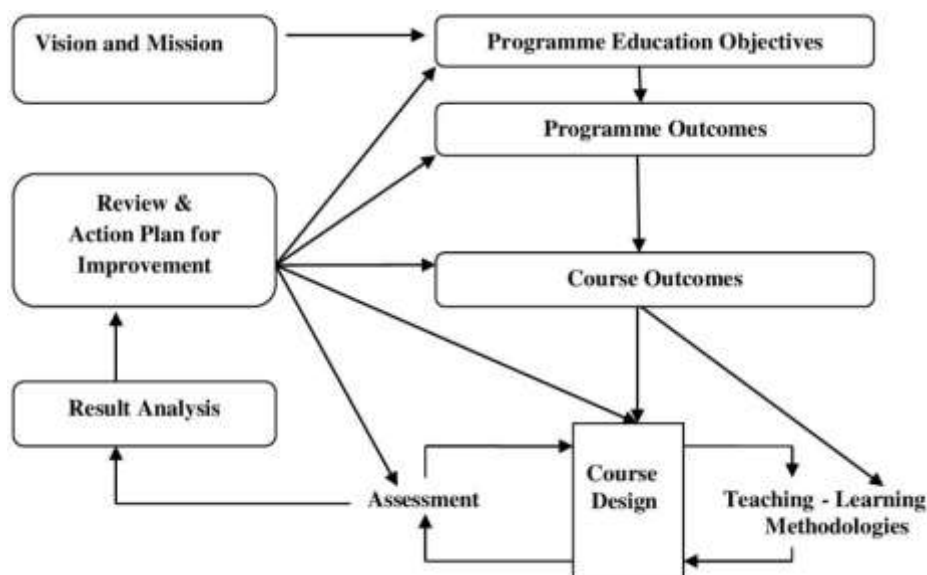 Vision and Mission
Programme Education Objectives
Programme Outcomes
Review &
Action Plan for
Improvement
Course Outcomes
Result Analysis
Assessment
Course
Design
Teaching - Learning
Methodologies